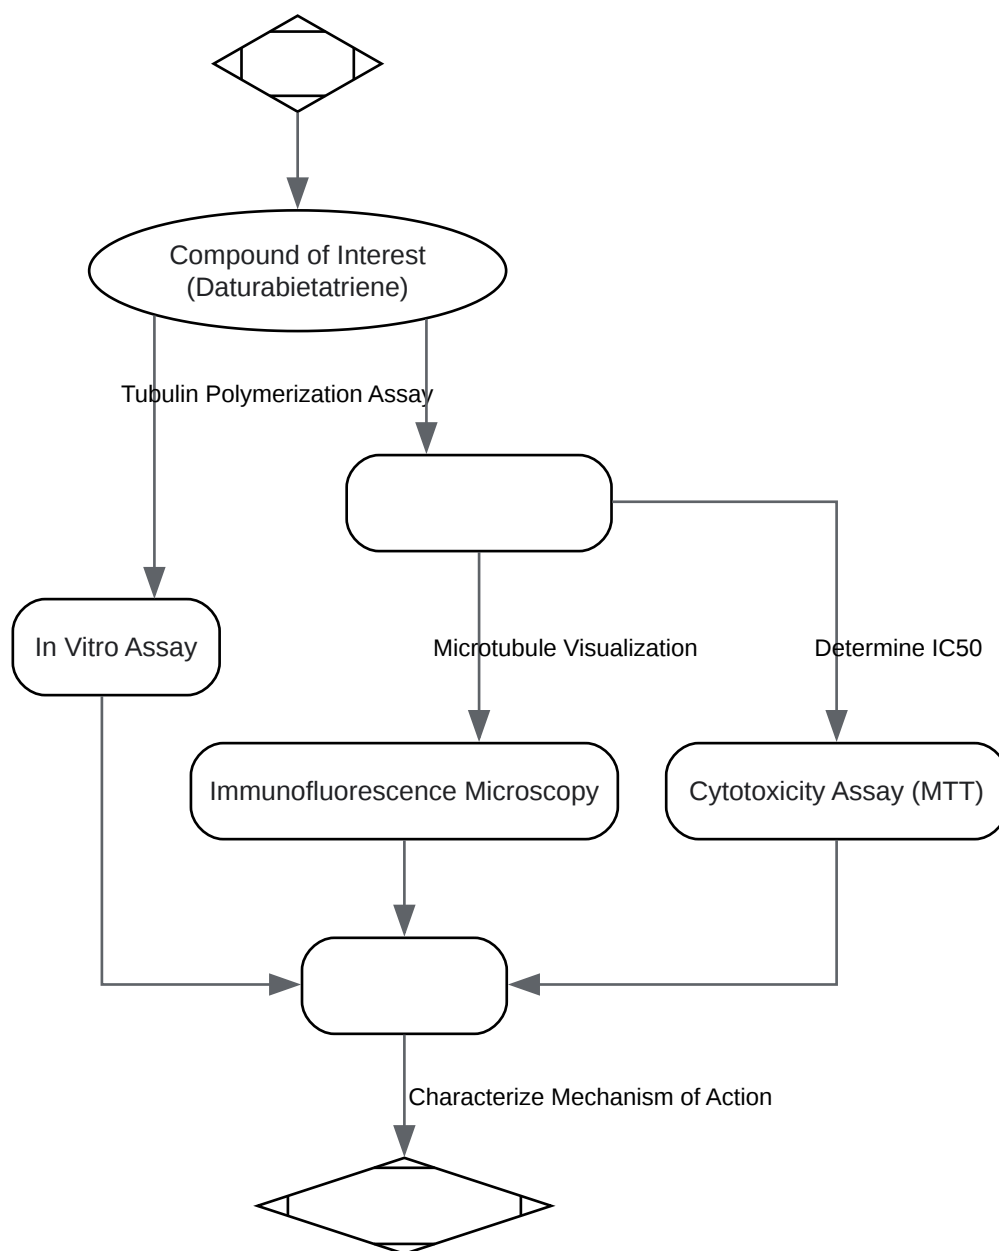 Compound of Interest
(Daturabietatriene)
Tubulin Polymerization Assay
In Vitro Assay
Microtubule Visualization
Determine IC50
Immunofluorescence Microscopy
Cytotoxicity Assay (MTT)
Characterize Mechanism of Action